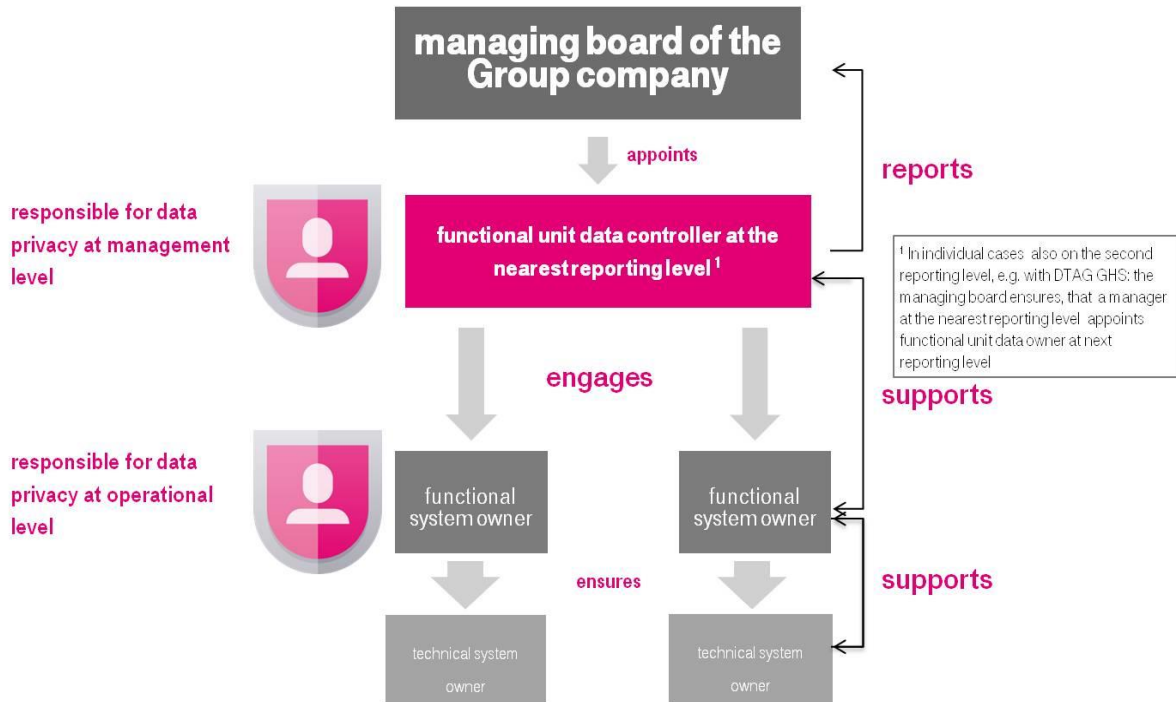 managing board of the
Group company
appoints
reports
responsible for data
privacy at management
level
functional unit data controller at the
nearest reporting level ¹
¹ In individual cases also on the second
reporting level, e.g. with DTAG GHS: the
managing board ensures, that a manager
at the nearest reporting level appoints
functional unit data owner at next
reporting level
engages
supports
responsible for data
privacy at operational
level
functional
system owner
functional
system owner
ensures
supports
technical system
owner
technical system
owner